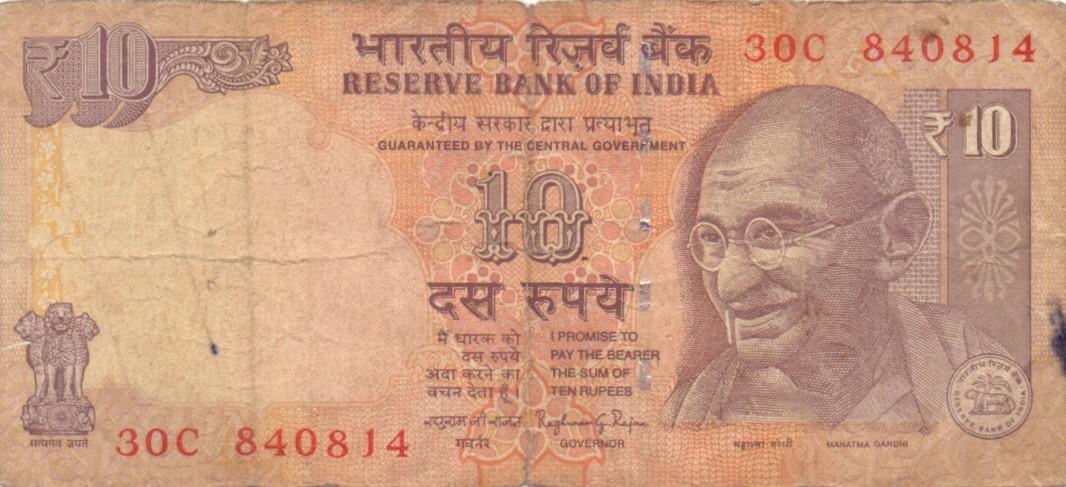 ₹10
भारतीय रिज़र्व बैंक
RESERVE BANK OF INDIA
30C 840814
केन्द्रीय सरकार द्वारा प्रत्याभूत
GUARANTEED BY THE CENTRAL GOVERNMENT
₹10
10
दस रुपये
मैं धारक को
दस रुपये
अदा करने का
वचन देता हूँ
I PROMISE TO
PAY THE BEARER
THE SUM OF
TEN RUPEES
Raghuram G. Rajan
गवर्नर
GOVERNOR
सत्यमेव जयते
30C 840814
महात्मा गांधी
MAHATMA GANDHI
भारतीय रिज़र्व बैंक
RESERVE BANK OF INDIA